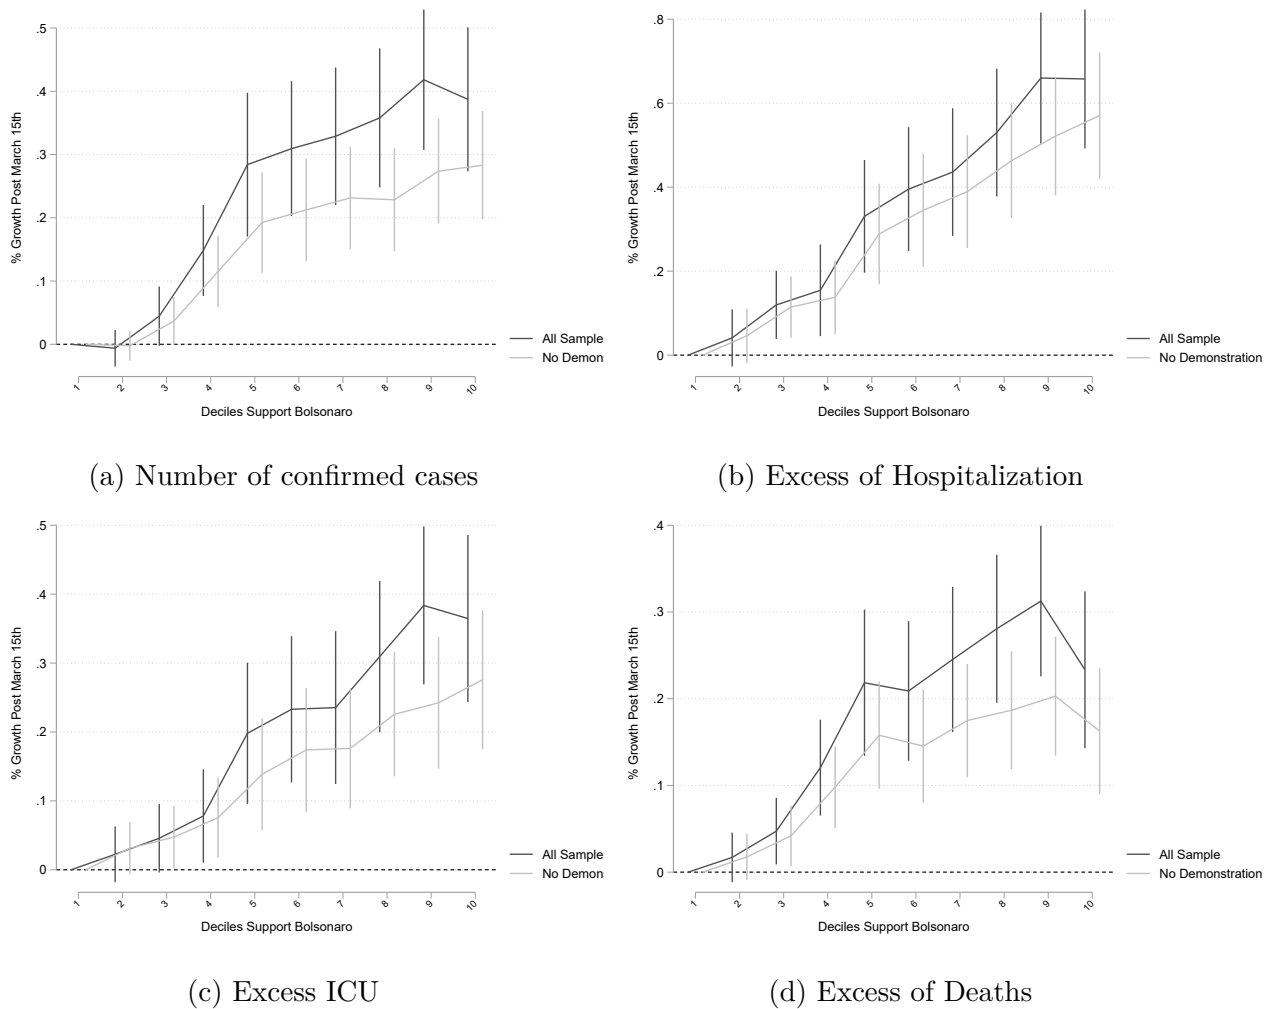 .5
.4
.3
.2
.1
0
% Growth Post March 15th
1 2 3 4 5 6 7 8 9 10
Deciles Support Bolsonaro
All Sample
No Demon
(a) Number of confirmed cases
.8
.6
.4
.2
0
% Growth Post March 15th
1 2 3 4 5 6 7 8 9 10
Deciles Support Bolsonaro
All Sample
No Demonstration
(b) Excess of Hospitalization
.5
.4
.3
.2
.1
0
% Growth Post March 15th
1 2 3 4 5 6 7 8 9 10
Deciles Support Bolsonaro
All Sample
No Demon
(c) Excess ICU
.4
.3
.2
.1
0
% Growth Post March 15th
1 2 3 4 5 6 7 8 9 10
Deciles Support Bolsonaro
All Sample
No Demonstration
(d) Excess of Deaths